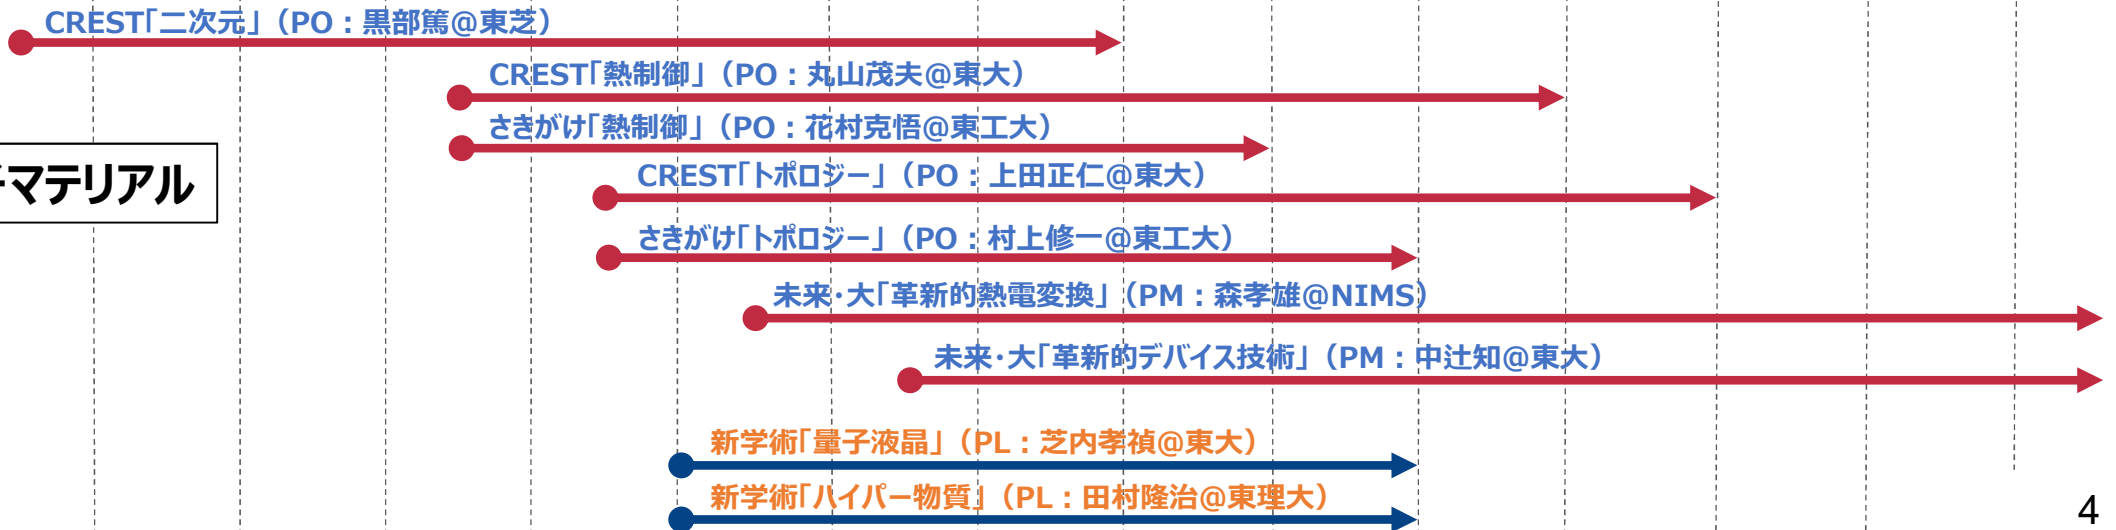 CREST「二次元」（PO：黒部篤@東芝）
CREST「熱制御」（PO：丸山茂夫@東大）
さきがけ「熱制御」（PO：花村克悟@東工大）
マテリアル
CREST「トポロジー」（PO：上田正仁@東大）
さきがけ「トポロジー」（PO：村上修一@東工大）
未来・大「革新的熱電変換」（PM：森孝雄@NIMS）
未来・大「革新的デバイス技術」（PM：中辻知@東大）
新学術「量子液晶」（PL：芝内孝禎@東大）
新学術「ハイパー物質」（PL：田村隆治@東理大）
4